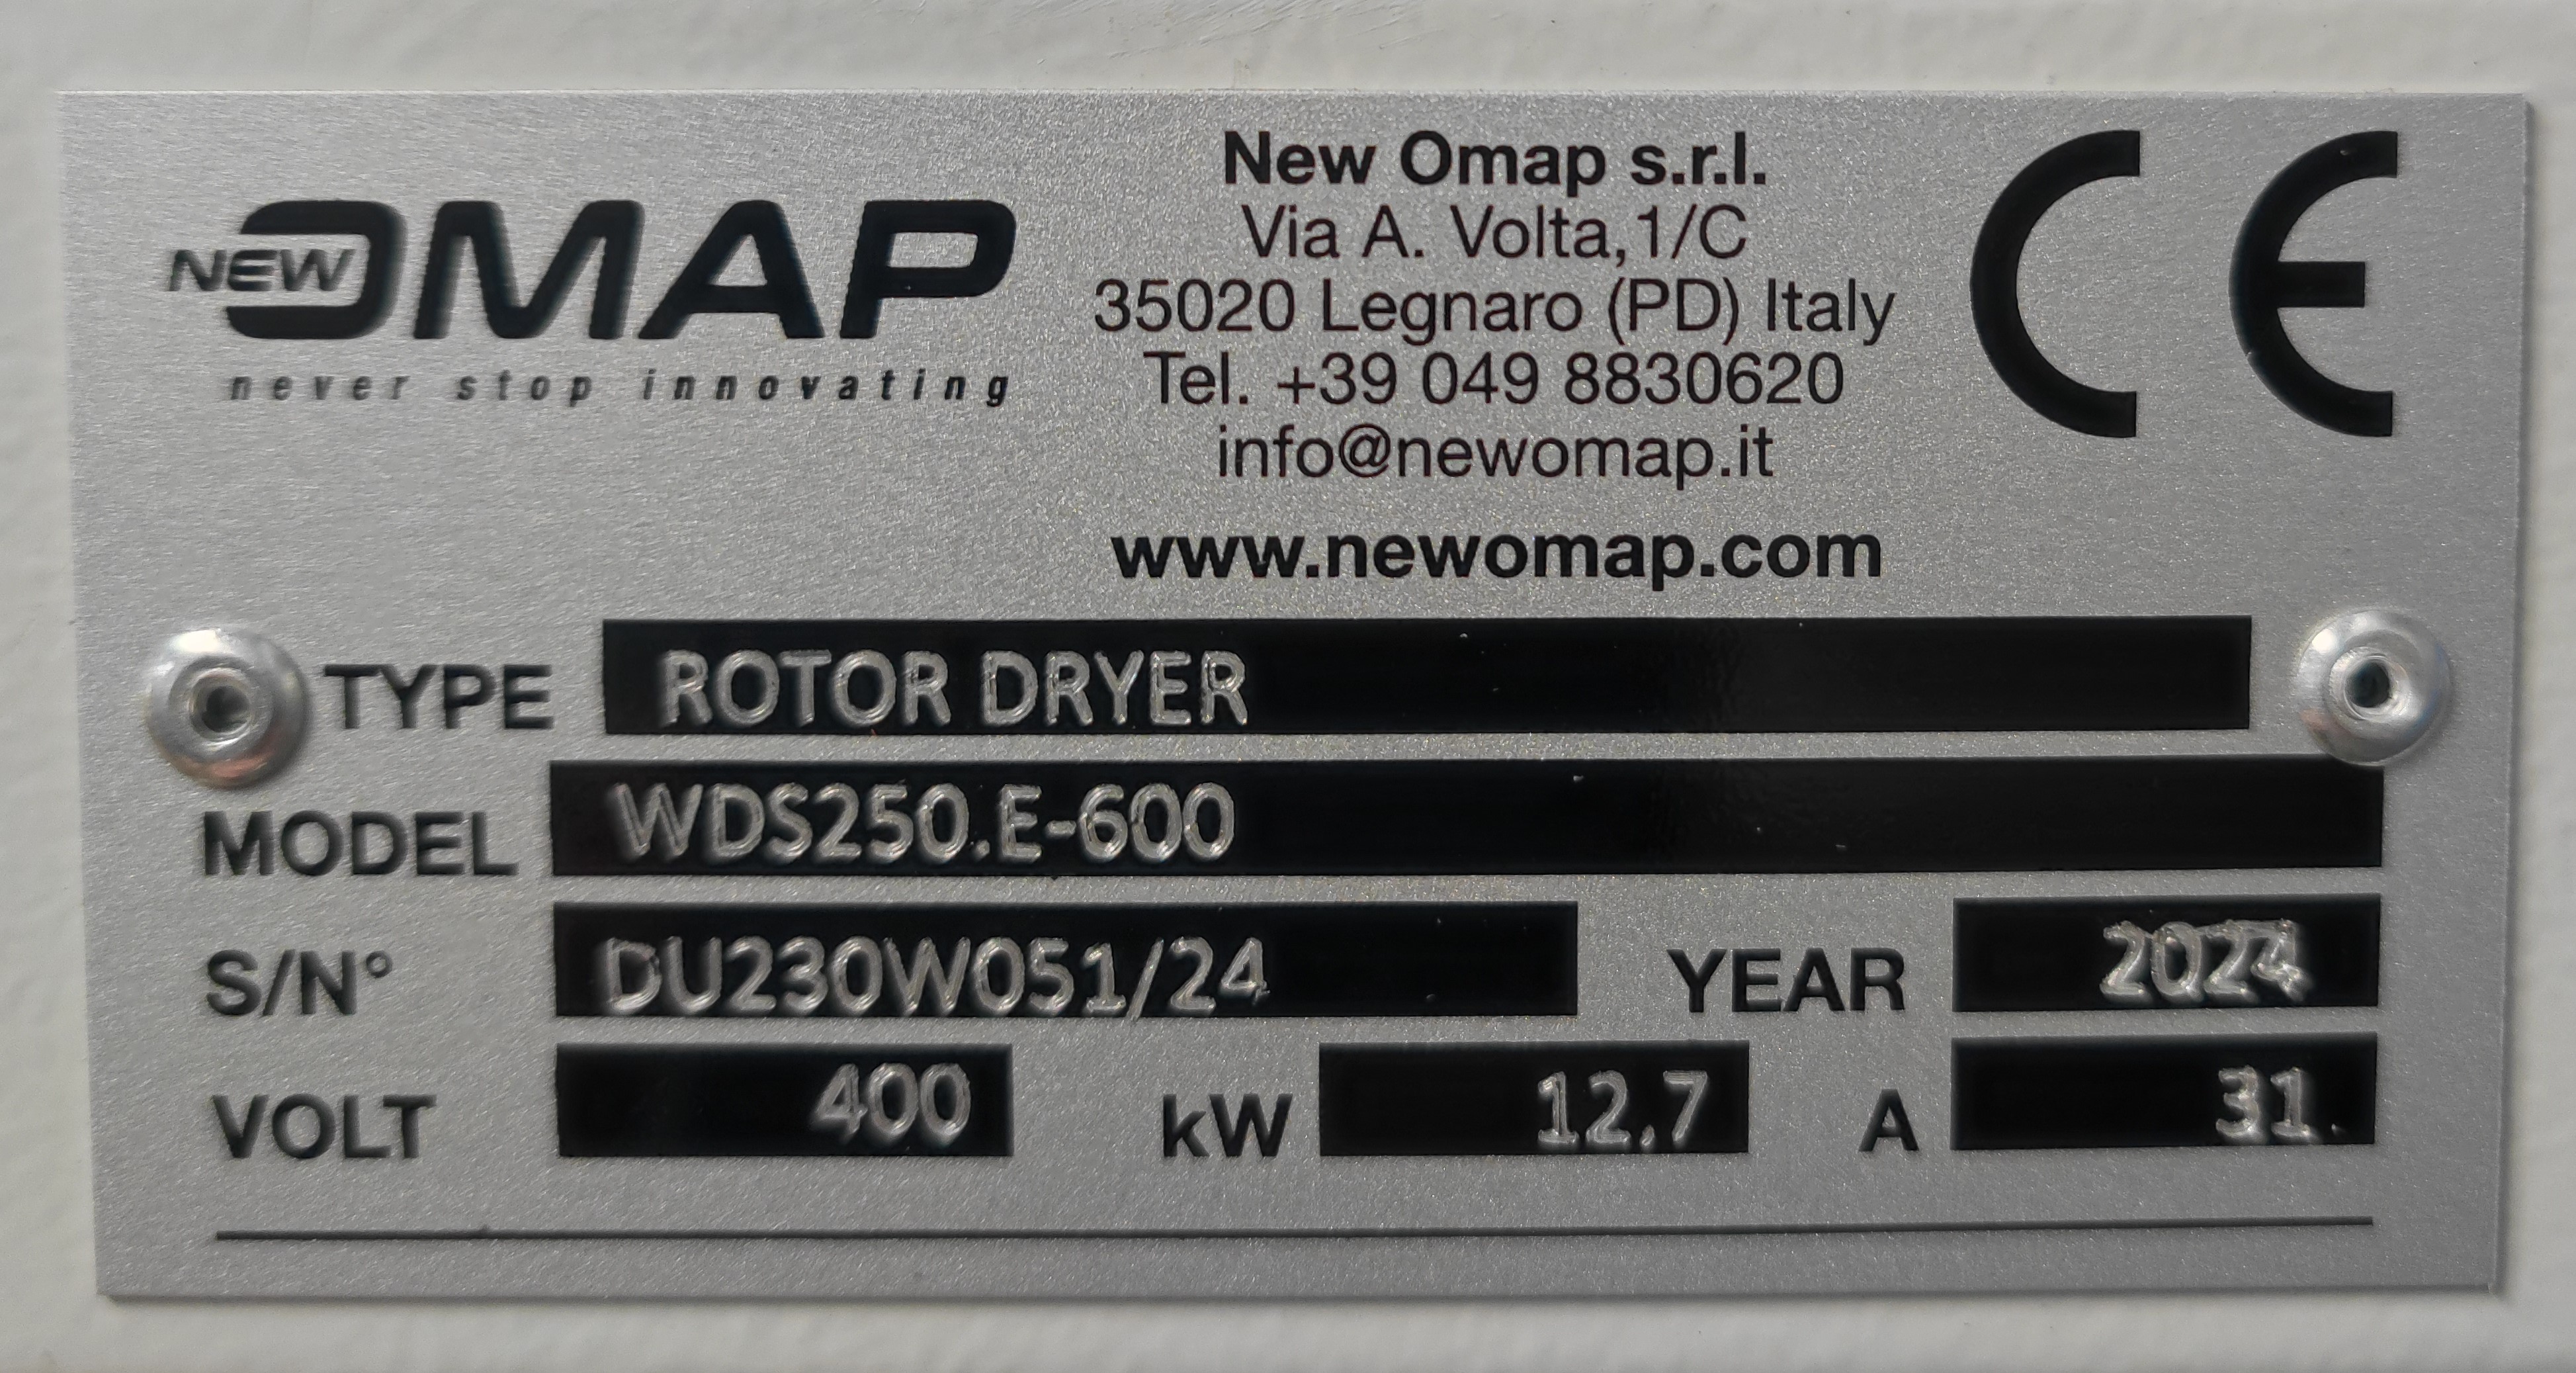 NEW OMAP
never stop innovating
New Omap s.r.l.
Via A. Volta,1/C
35020 Legnaro (PD) Italy
Tel. +39 049 8830620
info@newomap.it
www.newomap.com
CE
TYPE ROTOR DRYER
MODEL WDS250.E-600
S/N° DU230W051/24 YEAR 2024
VOLT 400 kW 12.7 A 31.